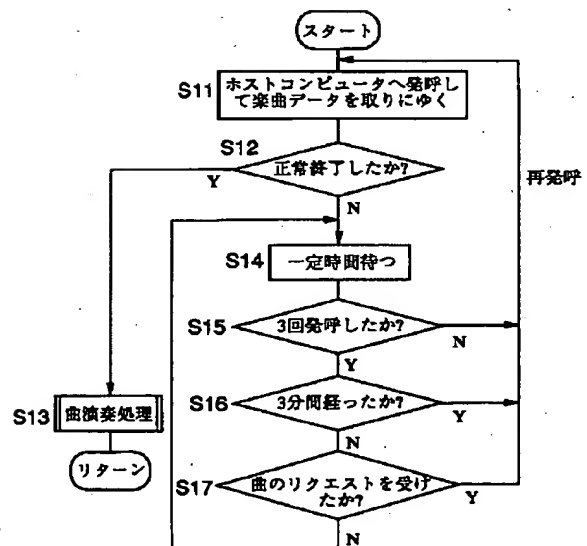 スタート
S11
ホストコンピュータへ発呼し
て楽曲データを取りにゆく
S12
正常終了したか?
Y
N
再発呼
S14
一定時間待つ
S15
3回発呼したか?
N
Y
S13
曲演奏処理
S16
3分間経ったか?
Y
N
リターン
S17
曲のリクエストを受け
たか?
Y
N